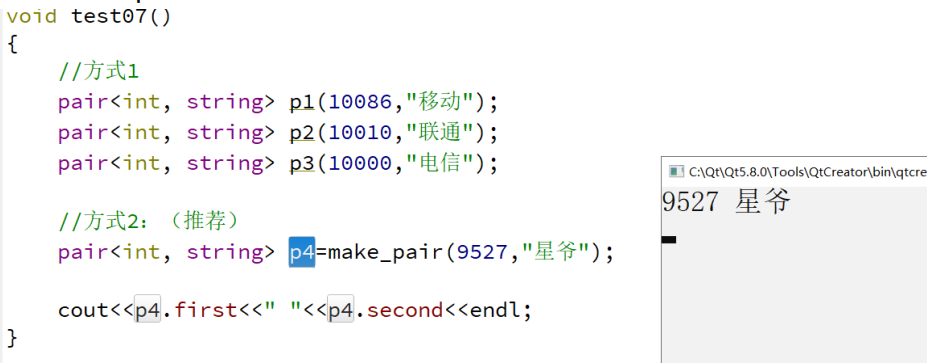 void test07()
{
//方式1
pair<int, string> p1(10086,"移动");
pair<int, string> p2(10010,"联通");
pair<int, string> p3(10000,"电信");
//方式2：（推荐）
pair<int, string> p4=make_pair(9527,"星爷");
cout<<p4.first<<" "<<p4.second<<endl;
}
C:\Qt\Qt5.8.0\Tools\QtCreator\bin\qtcre
9527 星爷